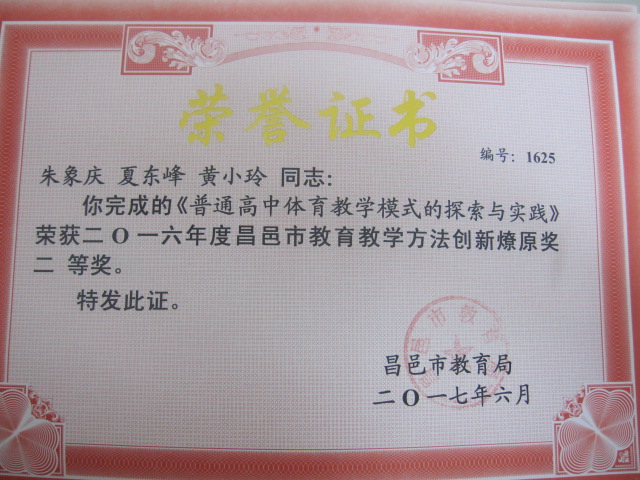 荣誉证书
编号：1625
朱象庆 夏东峰 黄小玲 同志：
你完成的《普通高中体育教学模式的探索与实践》
荣获二O一六年度昌邑市教育教学方法创新燎原奖
二 等奖。
特发此证。
昌邑市教育局
二O一七年六月